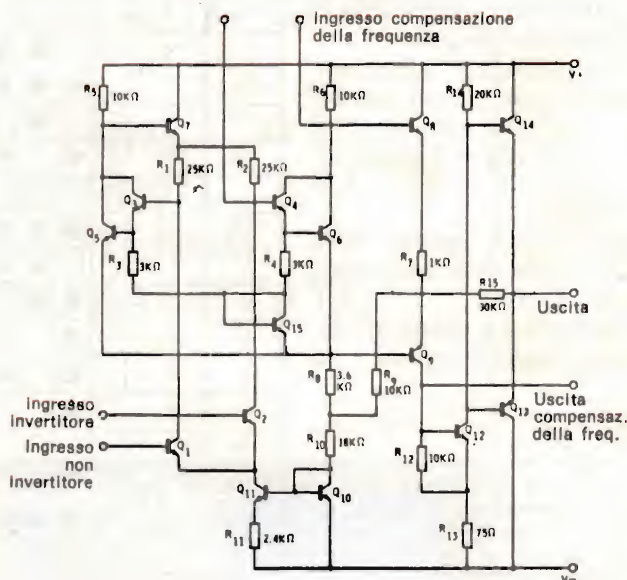 Ingresso compensazione
della frequenza
V+
R5
10KΩ
R6
10KΩ
R14
20KΩ
Q7
Q8
Q14
R1
25KΩ
R2
25KΩ
Q3
Q4
Q5
Q6
R3
3KΩ
R4
3KΩ
R7
1KΩ
R15
30KΩ
Uscita
Q15
Q9
R8
3.6
KΩ
R9
10KΩ
Uscita
compensaz.
della freq.
Ingresso
invertitore
Q2
Q12
Q13
Ingresso
non
invertitore
Q1
R10
18KΩ
R12
10KΩ
Q11
Q10
R11
2.4KΩ
R13
75Ω
V–